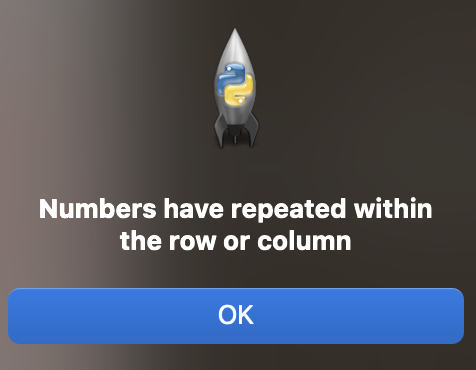 Numbers have repeated within
the row or column
OK